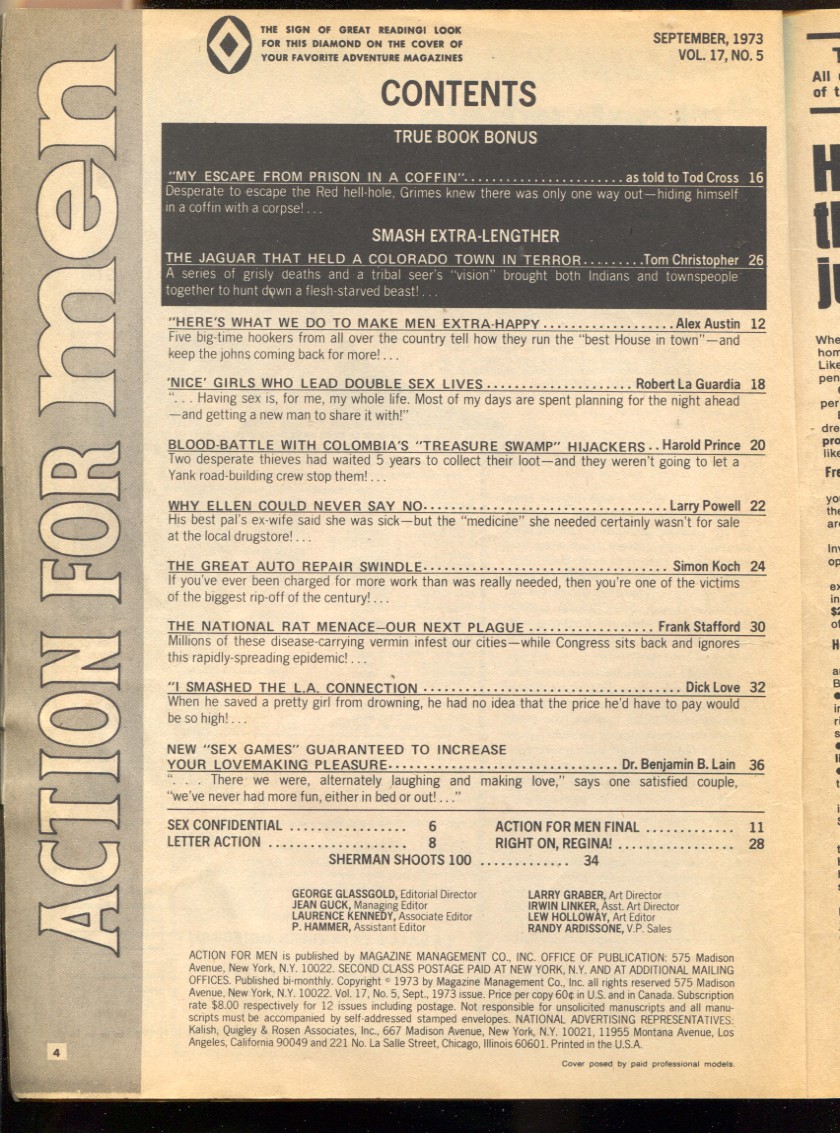 THE SIGN OF GREAT READING! LOOK
FOR THIS DIAMOND ON THE COVER OF
YOUR FAVORITE ADVENTURE MAGAZINES
SEPTEMBER, 1973
VOL. 17, NO. 5
CONTENTS
TRUE BOOK BONUS
"MY ESCAPE FROM PRISON IN A COFFIN"....................... as told to Tod Cross 16
Desperate to escape the Red hell-hole, Grimes knew there was only one way out—hiding himself
in a coffin with a corpse! . . .
SMASH EXTRA-LENGTHER
THE JAGUAR THAT HELD A COLORADO TOWN IN TERROR.........Tom Christopher 26
A series of grisly deaths and a tribal seer's "vision" brought both Indians and townspeople
together to hunt down a flesh-starved beast! . . .
"HERE'S WHAT WE DO TO MAKE MEN EXTRA-HAPPY ...................Alex Austin 12
Five big-time hookers from all over the country tell how they run the "best House in town"—and
keep the johns coming back for more! . . .
'NICE' GIRLS WHO LEAD DOUBLE SEX LIVES ..................... Robert La Guardia 18
". . . Having sex is, for me, my whole life. Most of my days are spent planning for the night ahead
—and getting a new man to share it with!"
BLOOD-BATTLE WITH COLOMBIA'S "TREASURE SWAMP" HIJACKERS . . Harold Prince 20
Two desperate thieves had waited 5 years to collect their loot—and they weren't going to let a
Yank road-building crew stop them! . . .
WHY ELLEN COULD NEVER SAY NO................................... Larry Powell 22
His best pal's ex-wife said she was sick—but the "medicine" she needed certainly wasn't for sale
at the local drugstore! . . .
THE GREAT AUTO REPAIR SWINDLE.................................... Simon Koch 24
If you've ever been charged for more work than was really needed, then you're one of the victims
of the biggest rip-off of the century! . . .
THE NATIONAL RAT MENACE—OUR NEXT PLAGUE .................. Frank Stafford 30
Millions of these disease-carrying vermin infest our cities—while Congress sits back and ignores
this rapidly-spreading epidemic! . . .
"I SMASHED THE L.A. CONNECTION ..................................... Dick Love 32
When he saved a pretty girl from drowning, he had no idea that the price he'd have to pay would
be so high! . . .
NEW "SEX GAMES" GUARANTEED TO INCREASE
YOUR LOVEMAKING PLEASURE.................................. Dr. Benjamin B. Lain 36
". . . There we were, alternately laughing and making love," says one satisfied couple,
"we've never had more fun, either in bed or out! . . ."
SEX CONFIDENTIAL ................ 6
LETTER ACTION ................... 8
ACTION FOR MEN FINAL ............ 11
RIGHT ON, REGINA! ................ 28
SHERMAN SHOOTS 100 ............ 34
GEORGE GLASSGOLD, Editorial Director
JEAN GUCK, Managing Editor
LAURENCE KENNEDY, Associate Editor
P. HAMMER, Assistant Editor
LARRY GRABER, Art Director
IRWIN LINKER, Asst. Art Director
LEW HOLLOWAY, Art Editor
RANDY ARDISSONE, V.P. Sales
ACTION FOR MEN is published by MAGAZINE MANAGEMENT CO., INC. OFFICE OF PUBLICATION: 575 Madison
Avenue, New York, N.Y. 10022. SECOND CLASS POSTAGE PAID AT NEW YORK, N.Y. AND AT ADDITIONAL MAILING
OFFICES. Published bi-monthly. Copyright © 1973 by Magazine Management Co., Inc. all rights reserved 575 Madison
Avenue, New York, N.Y. 10022. Vol. 17, No. 5, Sept., 1973 issue. Price per copy 60¢ in U.S. and in Canada. Subscription
rate $8.00 respectively for 12 issues including postage. Not responsible for unsolicited manuscripts and all manu-
scripts must be accompanied by self-addressed stamped envelopes. NATIONAL ADVERTISING REPRESENTATIVES:
Kalish, Quigley & Rosen Associates, Inc., 667 Madison Avenue, New York, N.Y. 10021, 11955 Montana Avenue, Los
Angeles, California 90049 and 221 No. La Salle Street, Chicago, Illinois 60601. Printed in the U.S.A.
Cover posed by paid professional models.
4
ACTION FOR men